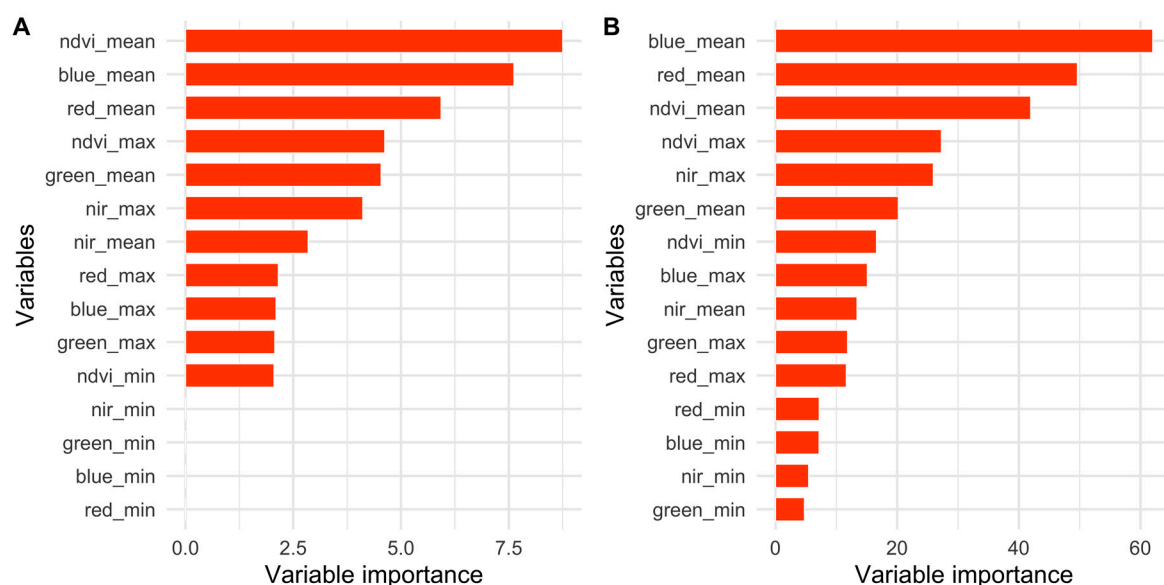 A
Variables
ndvi_mean
blue_mean
red_mean
ndvi_max
green_mean
nir_max
nir_mean
red_max
blue_max
green_max
ndvi_min
nir_min
green_min
blue_min
red_min
0.0 2.5 5.0 7.5
Variable importance
B
Variables
blue_mean
red_mean
ndvi_mean
ndvi_max
nir_max
green_mean
ndvi_min
blue_max
nir_mean
green_max
red_max
red_min
blue_min
nir_min
green_min
0 20 40 60
Variable importance